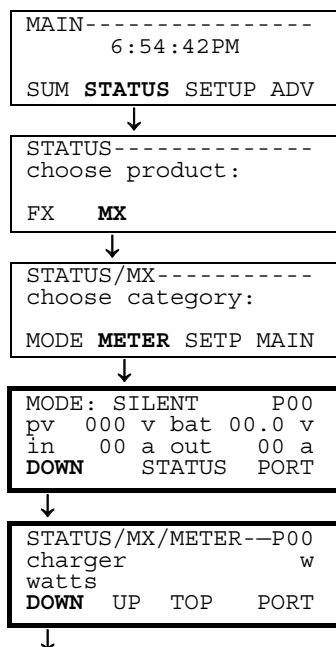 MAIN----------------
6:54:42PM
SUM STATUS SETUP ADV
STATUS--------------
choose product:
FX MX
STATUS/MX-----------
choose category:
MODE METER SETP MAIN
MODE: SILENT P00
pv 000 v bat 00.0 v
in 00 a out 00 a
DOWN STATUS PORT
STATUS/MX/METER-—P00
charger w
watts
DOWN UP TOP PORT